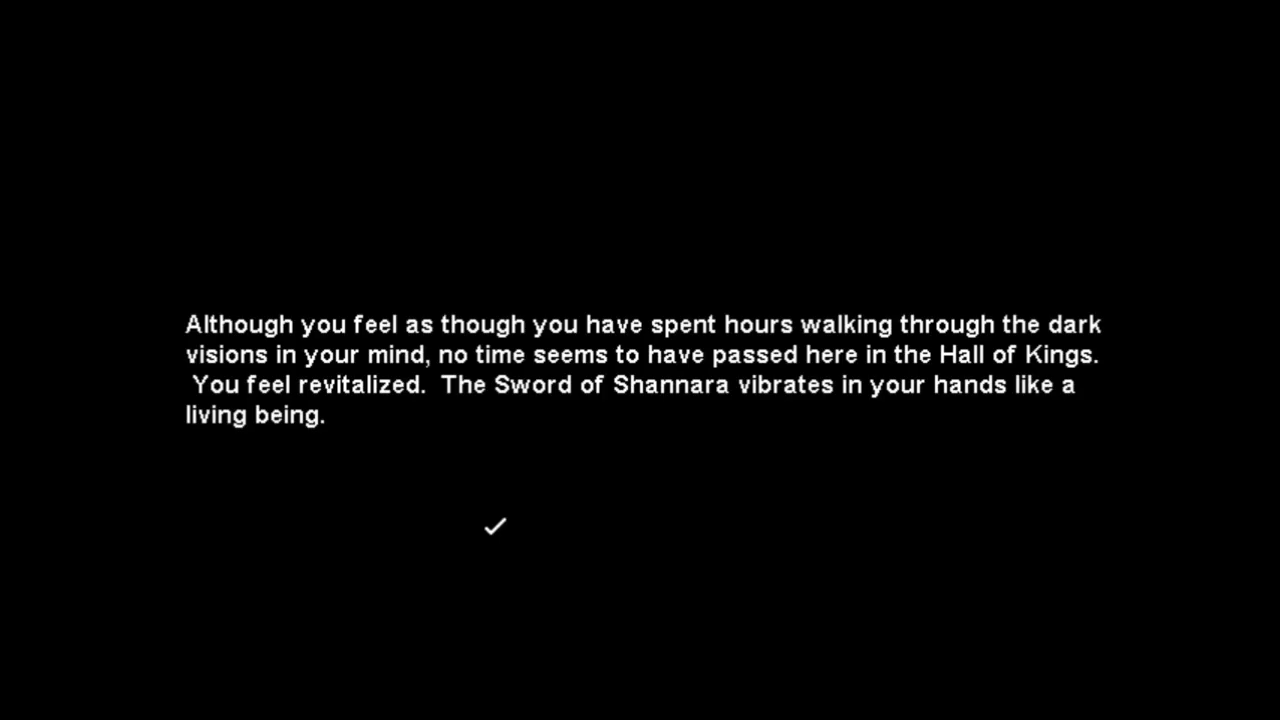 Although you feel as though you have spent hours walking through the dark
visions in your mind, no time seems to have passed here in the Hall of Kings.
You feel revitalized.  The Sword of Shannara vibrates in your hands like a
living being.